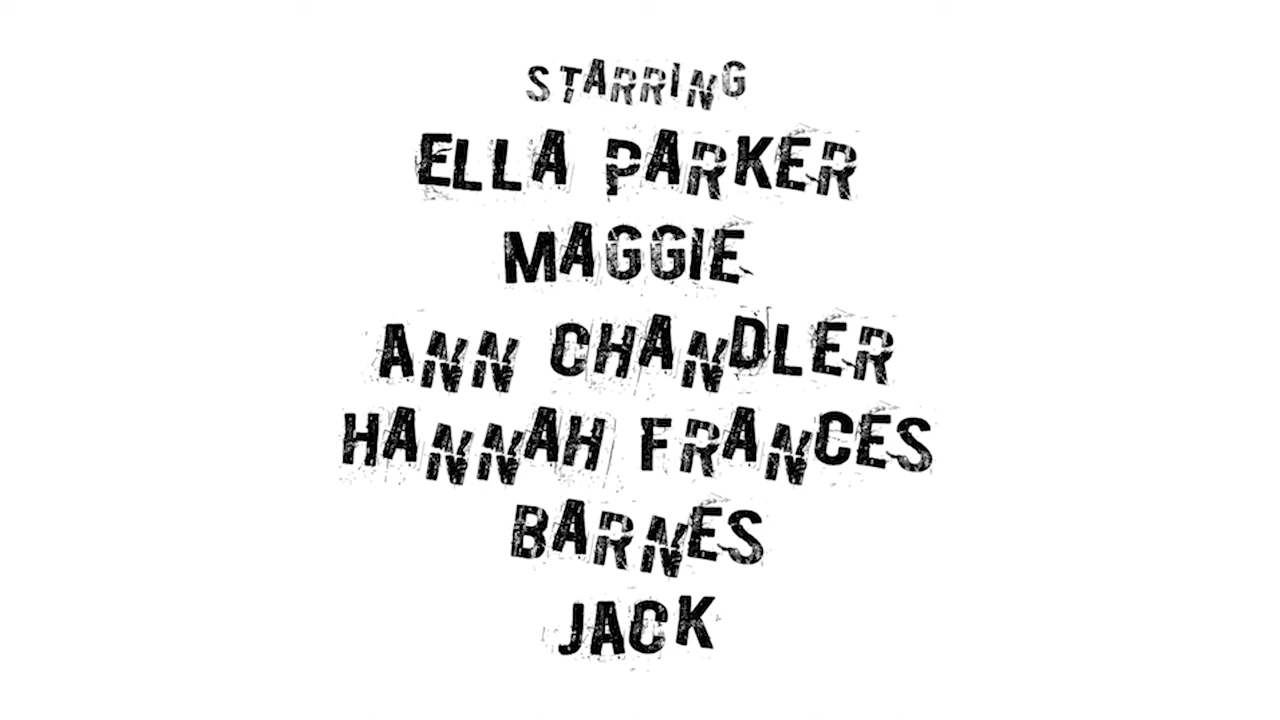 STARRING
ELLA PARKER
MAGGIE
ANN CHANDLER
HANNAH FRANCES
BARNES
JACK